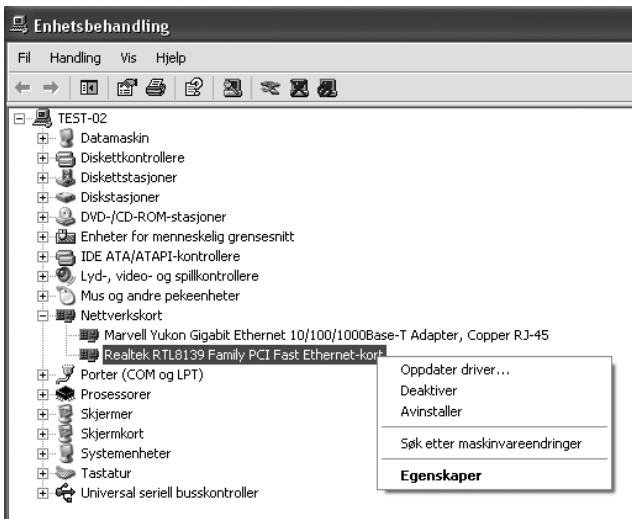 Enhetsbehandling
Fil Handling Vis Hjelp
TEST-02
Datamaskin
Diskettkontrollere
Diskettstasjoner
Diskstasjoner
DVD-/CD-ROM-stasjoner
Enheter for menneskelig grensesnitt
IDE ATA/ATAPI-kontrollere
Lyd-, video- og spillkontrollere
Mus og andre pekeenheter
Nettverkskort
Marvell Yukon Gigabit Ethernet 10/100/1000Base-T Adapter, Copper RJ-45
Realtek RTL8139 Family PCI Fast Ethernet-kort
Porter (COM og LPT)
Prosessorer
Skjermer
Skjermkort
Systemenheter
Tastatur
Universal seriell busskontroller
Oppdater driver...
Deaktiver
Avinstaller
Søk etter maskinvareendringer
Egenskaper